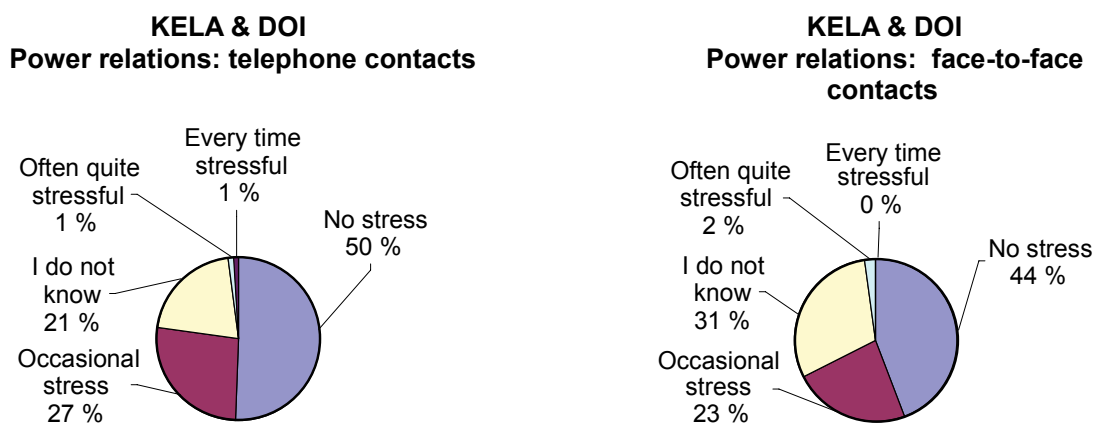 KELA & DOI
Power relations: telephone contacts
Every time
stressful
1 %
Often quite
stressful
1 %
No stress
50 %
I do not
know
21 %
Occasional
stress
27 %
KELA & DOI
Power relations: face-to-face
contacts
Every time
stressful
0 %
Often quite
stressful
2 %
No stress
44 %
I do not
know
31 %
Occasional
stress
23 %